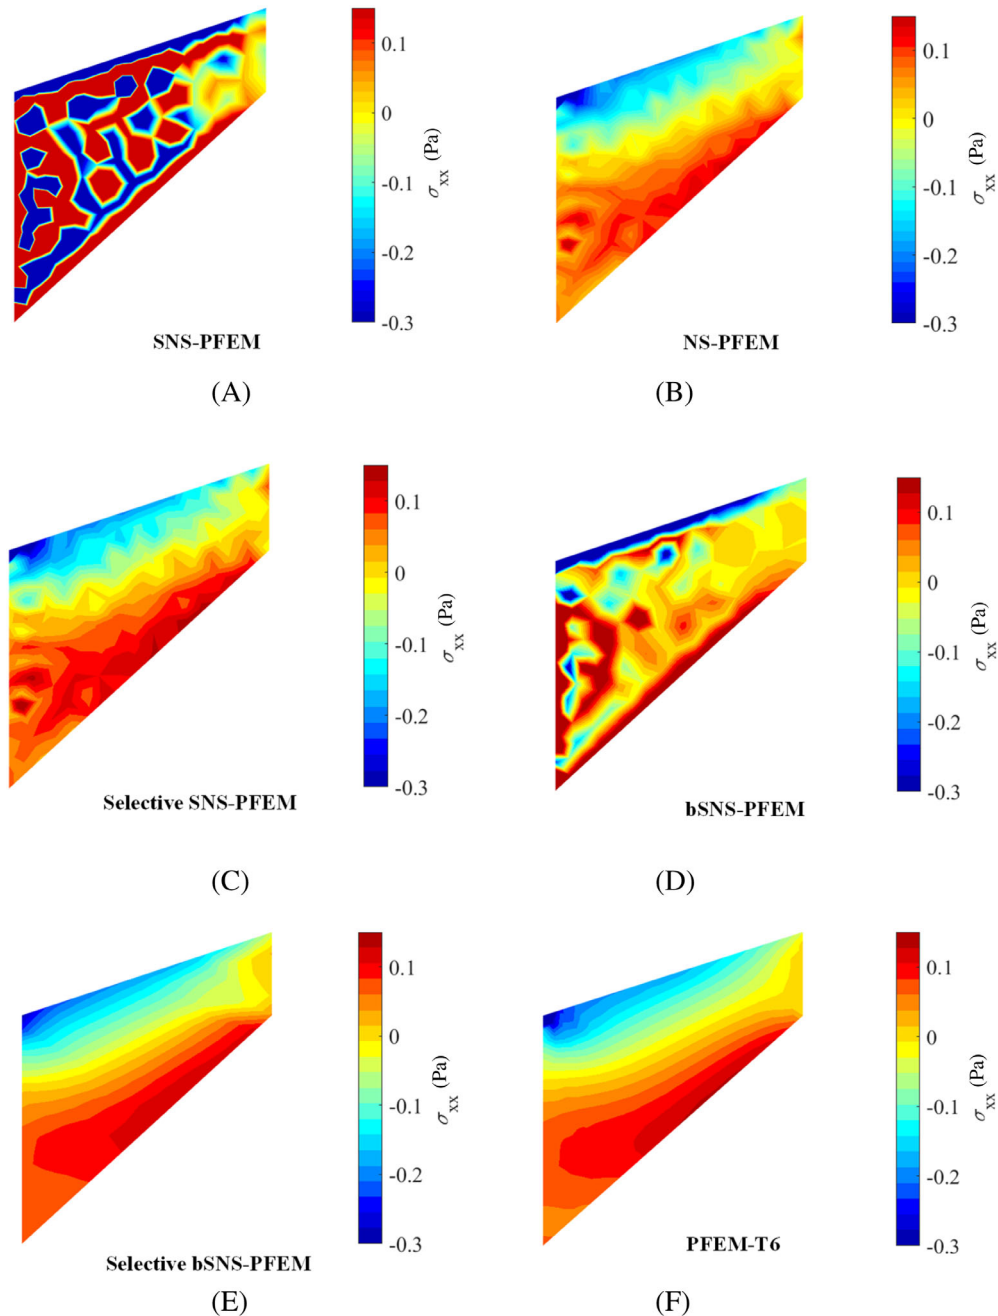 0.1
0
-0.1
-0.2
-0.3
σxx (Pa)
SNS-PFEM
(A)
0.1
0
-0.1
-0.2
-0.3
σxx (Pa)
NS-PFEM
(B)
0.1
0
-0.1
-0.2
-0.3
σxx (Pa)
Selective SNS-PFEM
(C)
0.1
0
-0.1
-0.2
-0.3
σxx (Pa)
bSNS-PFEM
(D)
0.1
0
-0.1
-0.2
-0.3
σxx (Pa)
Selective bSNS-PFEM
(E)
0.1
0
-0.1
-0.2
-0.3
σxx (Pa)
PFEM-T6
(F)